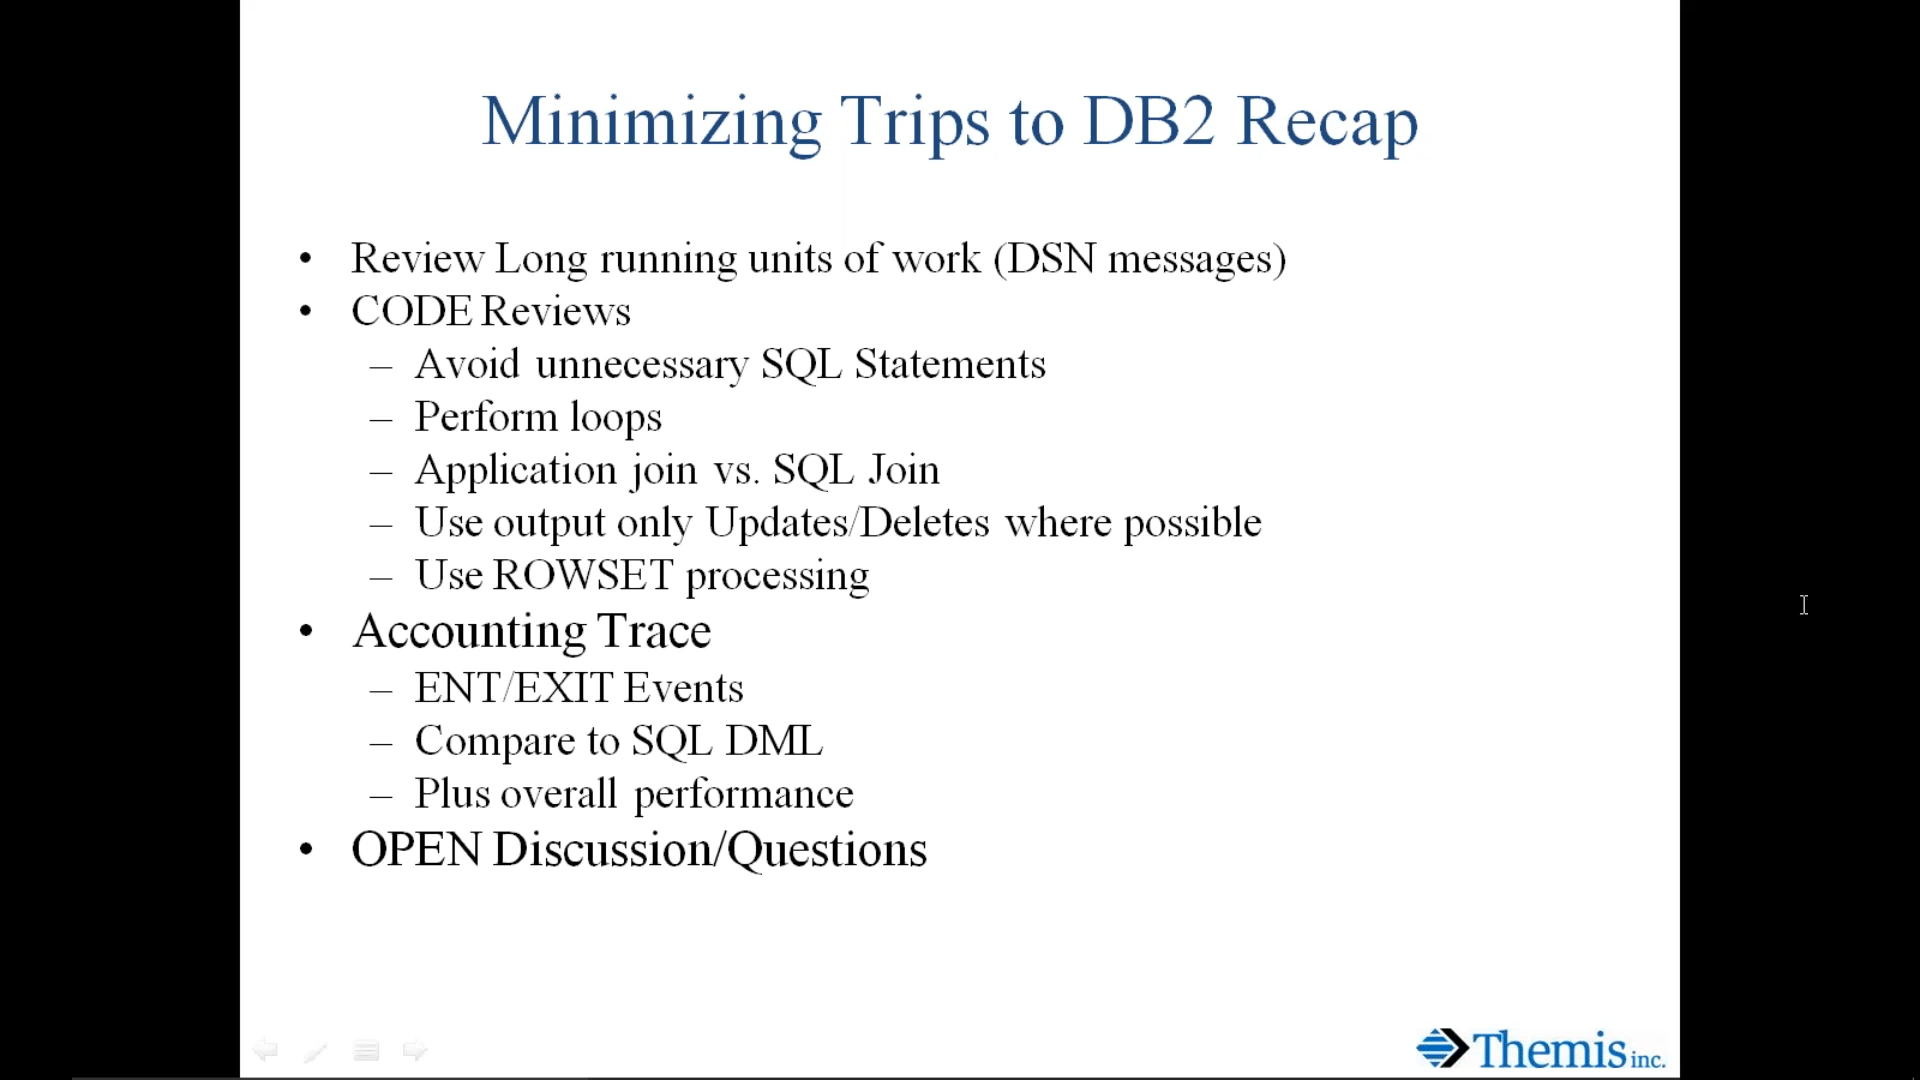 Minimizing Trips to DB2 Recap
• Review Long running units of work (DSN messages)
• CODE Reviews
– Avoid unnecessary SQL Statements
– Perform loops
– Application join vs. SQL Join
– Use output only Updates/Deletes where possible
– Use ROWSET processing
• Accounting Trace
– ENT/EXIT Events
– Compare to SQL DML
– Plus overall performance
• OPEN Discussion/Questions
Themis inc.